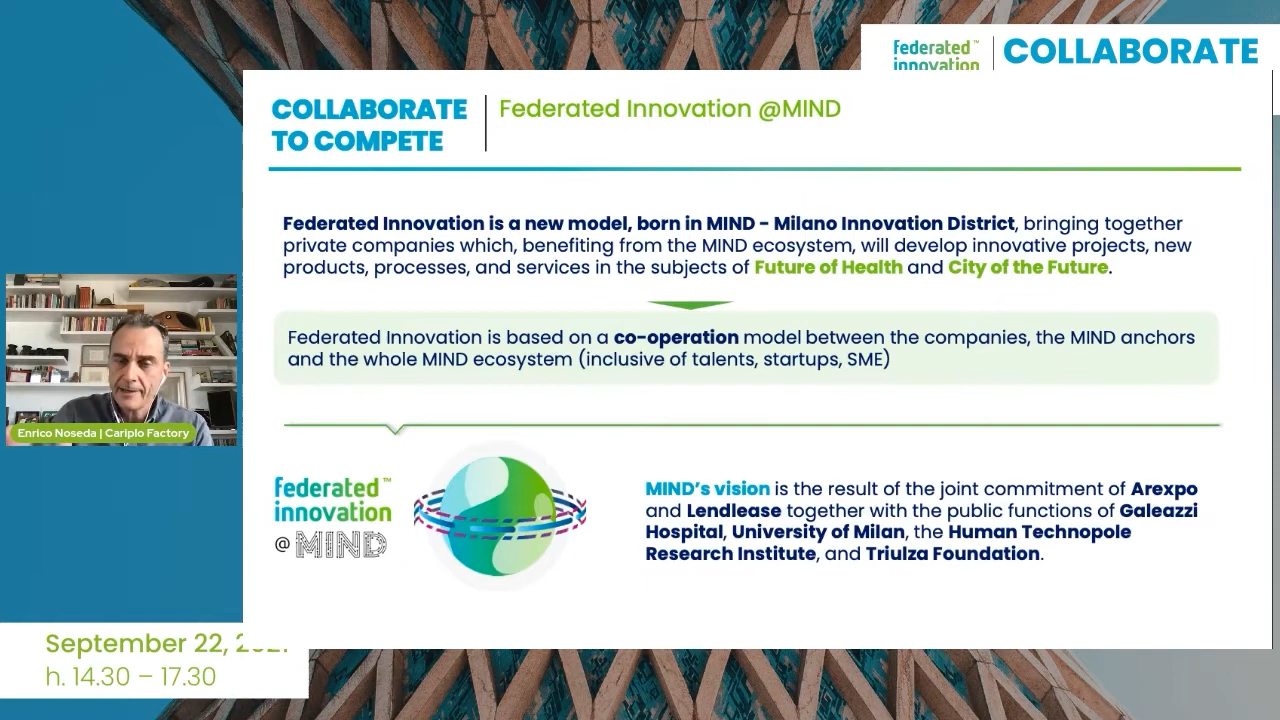 federated™
innovation
COLLABORATE
COLLABORATE
TO COMPETE
Federated Innovation @MIND
Federated Innovation is a new model, born in MIND - Milano Innovation District, bringing together
private companies which, benefiting from the MIND ecosystem, will develop innovative projects, new
products, processes, and services in the subjects of Future of Health and City of the Future.
Federated Innovation is based on a co-operation model between the companies, the MIND anchors
and the whole MIND ecosystem (inclusive of talents, startups, SME)
Enrico Noseda | Cariplo Factory
federated™
innovation
@ MIND
MIND's vision is the result of the joint commitment of Arexpo
and Lendlease together with the public functions of Galeazzi
Hospital, University of Milan, the Human Technopole
Research Institute, and Triulza Foundation.
September 22,
h. 14.30 – 17.30